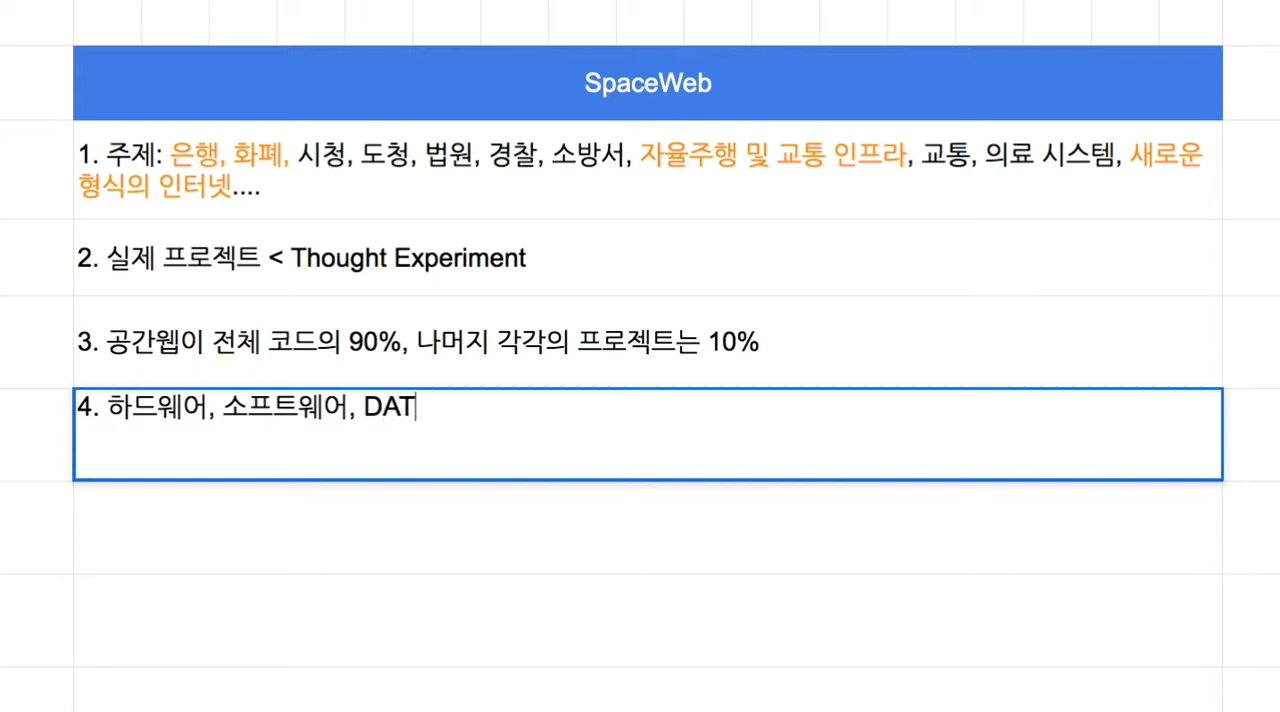 SpaceWeb
1. 주제: 은행, 화폐, 시청, 도청, 법원, 경찰, 소방서, 자율주행 및 교통 인프라, 교통, 의료 시스템, 새로운
형식의 인터넷....
2. 실제 프로젝트 < Thought Experiment
3. 공간웹이 전체 코드의 90%, 나머지 각각의 프로젝트는 10%
4. 하드웨어, 소프트웨어, DAT